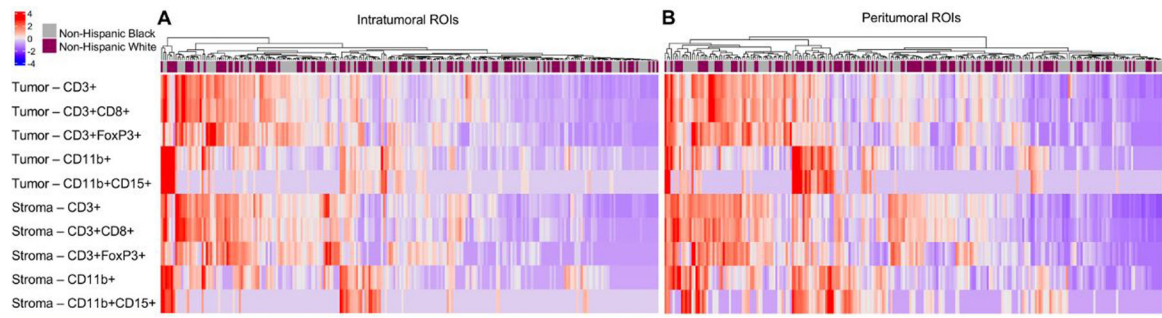 A
Intratumoral ROIs
B
Peritumoral ROIs
4
2
0
-2
-4
Non-Hispanic Black
Non-Hispanic White
Tumor – CD3+
Tumor – CD3+CD8+
Tumor – CD3+FoxP3+
Tumor – CD11b+
Tumor – CD11b+CD15+
Stroma – CD3+
Stroma – CD3+CD8+
Stroma – CD3+FoxP3+
Stroma – CD11b+
Stroma – CD11b+CD15+